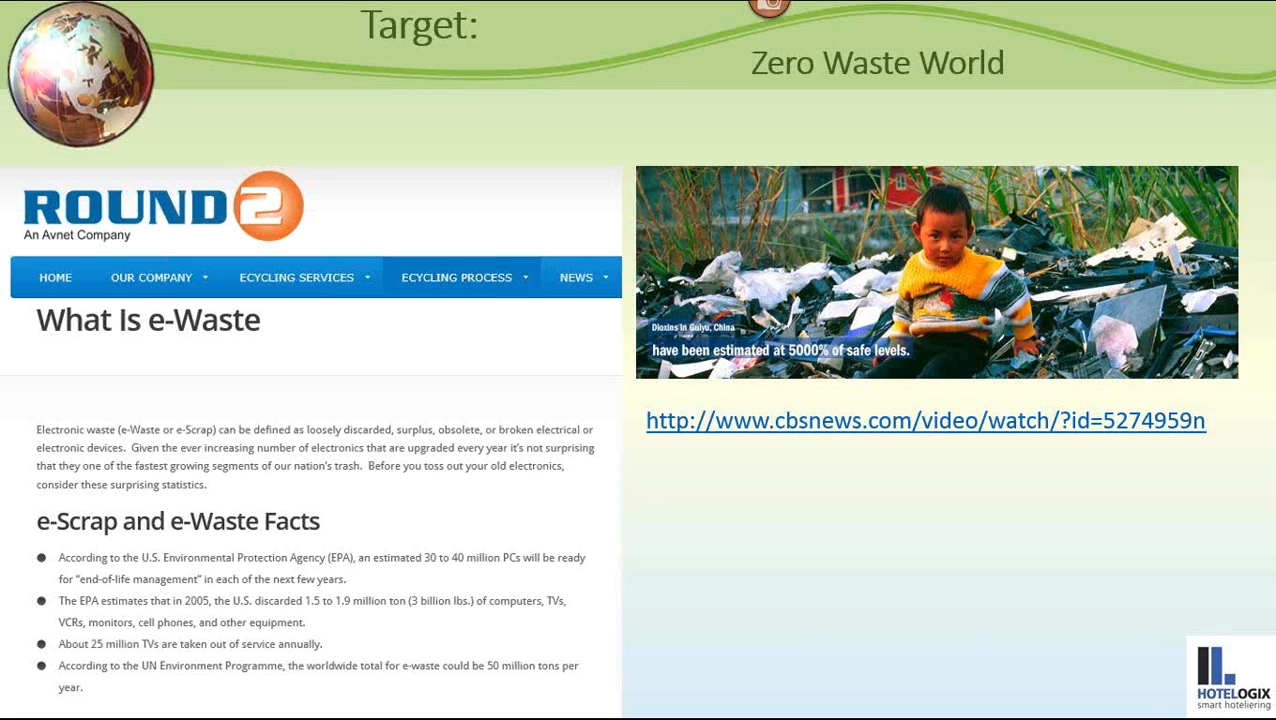 Target:
Zero Waste World
ROUND2
An Avnet Company
HOME OUR COMPANY ECYCLING SERVICES ECYCLING PROCESS NEWS
What Is e-Waste
Electronic waste (e-Waste or e-Scrap) can be defined as loosely discarded, surplus, obsolete, or broken electrical or
electronic devices. Given the ever increasing number of electronics that are upgraded every year it's not surprising
that they one of the fastest growing segments of our nation's trash. Before you toss out your old electronics,
consider these surprising statistics.
e-Scrap and e-Waste Facts
According to the U.S. Environmental Protection Agency (EPA), an estimated 30 to 40 million PCs will be ready
for "end-of-life management" in each of the next few years.
The EPA estimates that in 2005, the U.S. discarded 1.5 to 1.9 million ton (3 billion lbs.) of computers, TVs,
VCRs, monitors, cell phones, and other equipment.
About 25 million TVs are taken out of service annually.
According to the UN Environment Programme, the worldwide total for e-waste could be 50 million tons per
year.
Dioxins in Guiyu, China
have been estimated at 5000% of safe levels.
http://www.cbsnews.com/video/watch/?id=5274959n
HOTELOGIX
smart hoteliering